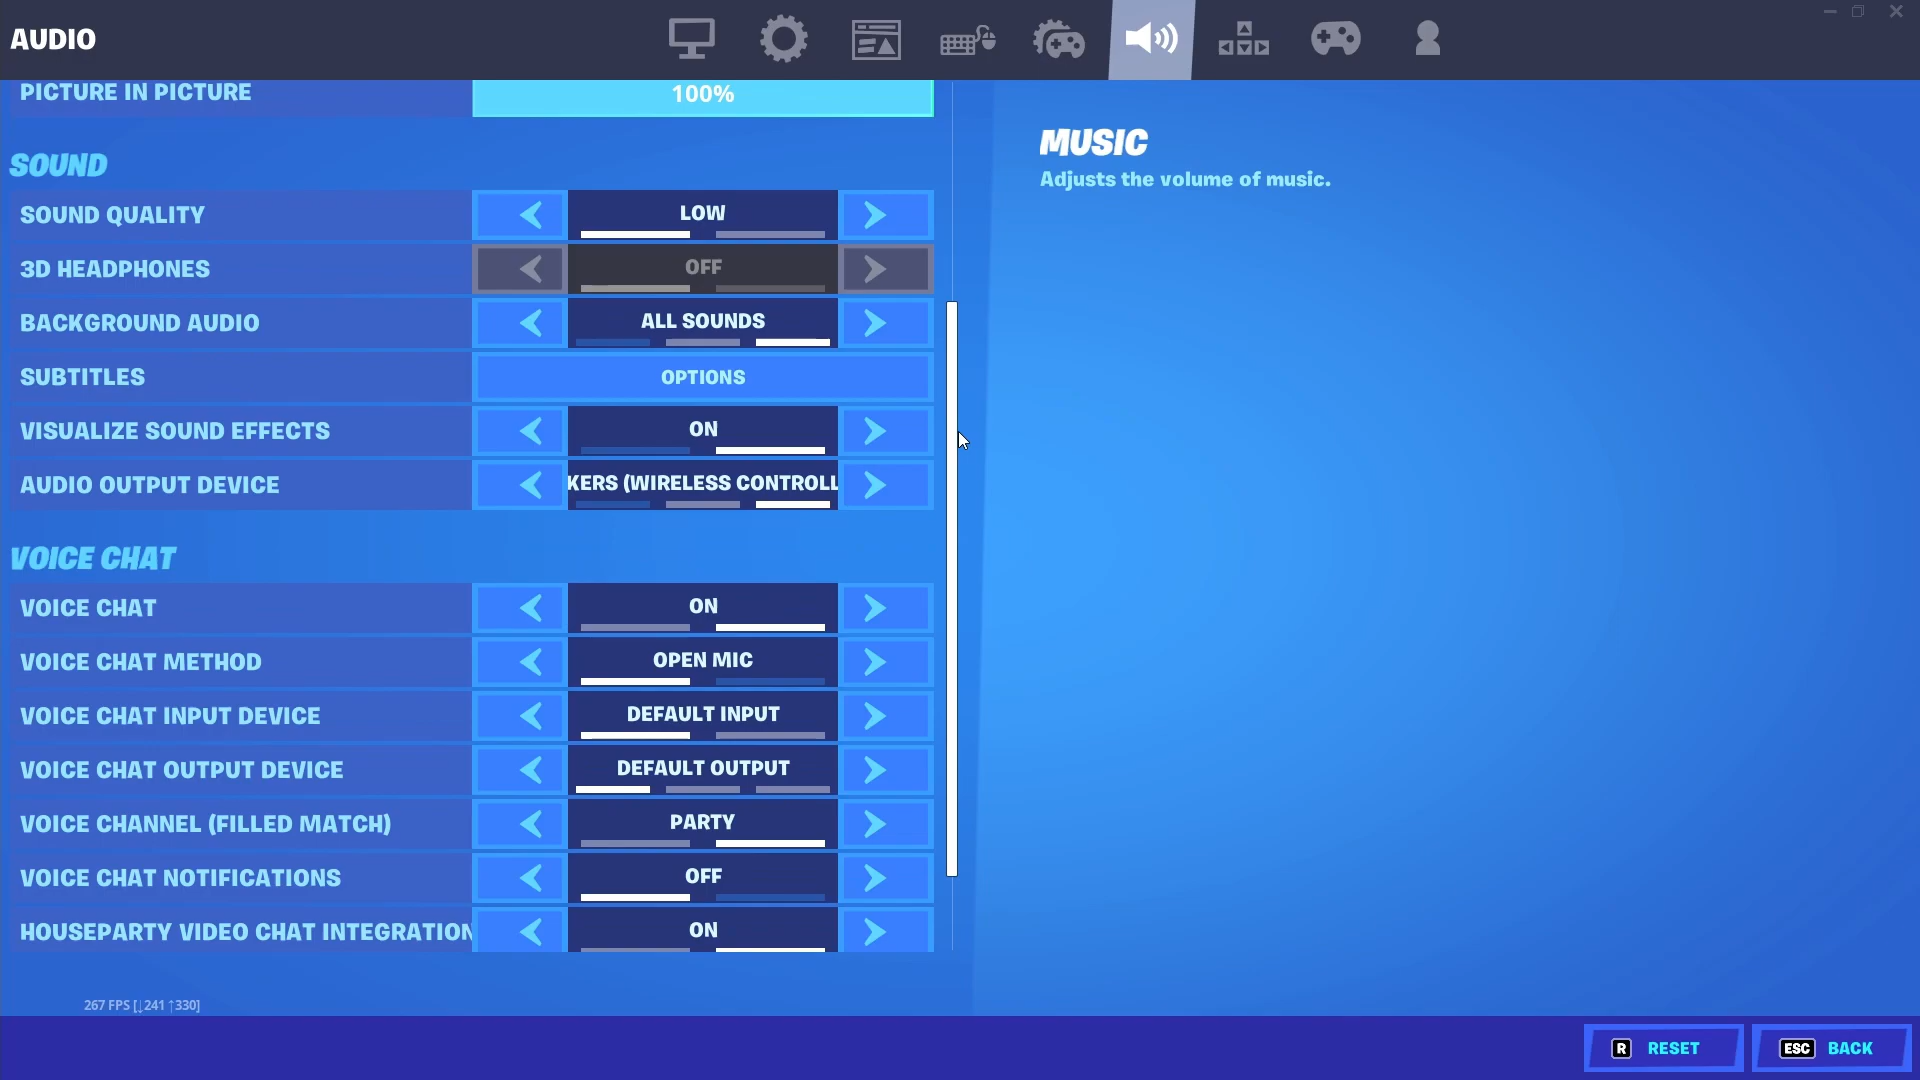 AUDIO
PICTURE IN PICTURE
100%
MUSIC
Adjusts the volume of music.
SOUND
SOUND QUALITY
LOW
3D HEADPHONES
OFF
BACKGROUND AUDIO
ALL SOUNDS
SUBTITLES
OPTIONS
VISUALIZE SOUND EFFECTS
ON
AUDIO OUTPUT DEVICE
KERS (WIRELESS CONTROLL
VOICE CHAT
VOICE CHAT
ON
VOICE CHAT METHOD
OPEN MIC
VOICE CHAT INPUT DEVICE
DEFAULT INPUT
VOICE CHAT OUTPUT DEVICE
DEFAULT OUTPUT
VOICE CHANNEL (FILLED MATCH)
PARTY
VOICE CHAT NOTIFICATIONS
OFF
HOUSEPARTY VIDEO CHAT INTEGRATION
ON
267 FPS [↓241 ↑330]
R RESET
ESC BACK